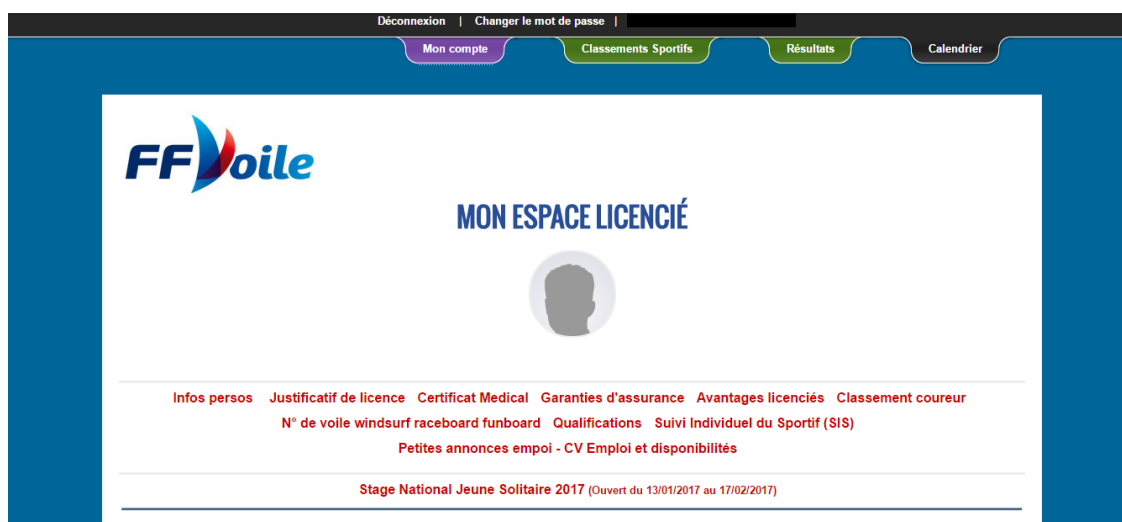 Déconnexion | Changer le mot de passe |
Mon compte Classements Sportifs Résultats Calendrier
FFVoile
MON ESPACE LICENCIÉ
Infos persos Justificatif de licence Certificat Medical Garanties d'assurance Avantages licenciés Classement coureur
N° de voile windsurf raceboard funboard Qualifications Suivi Individuel du Sportif (SIS)
Petites annonces empoi - CV Emploi et disponibilités
Stage National Jeune Solitaire 2017 (Ouvert du 13/01/2017 au 17/02/2017)